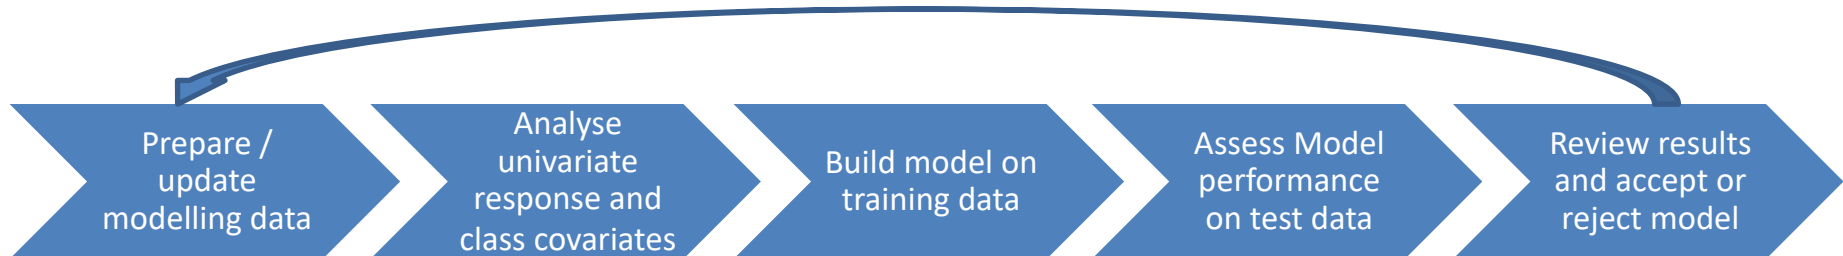 Prepare /
update
modelling data
Analyse
univariate
response and
class covariates
Build model on
training data
Assess Model
performance
on test data
Review results
and accept or
reject model